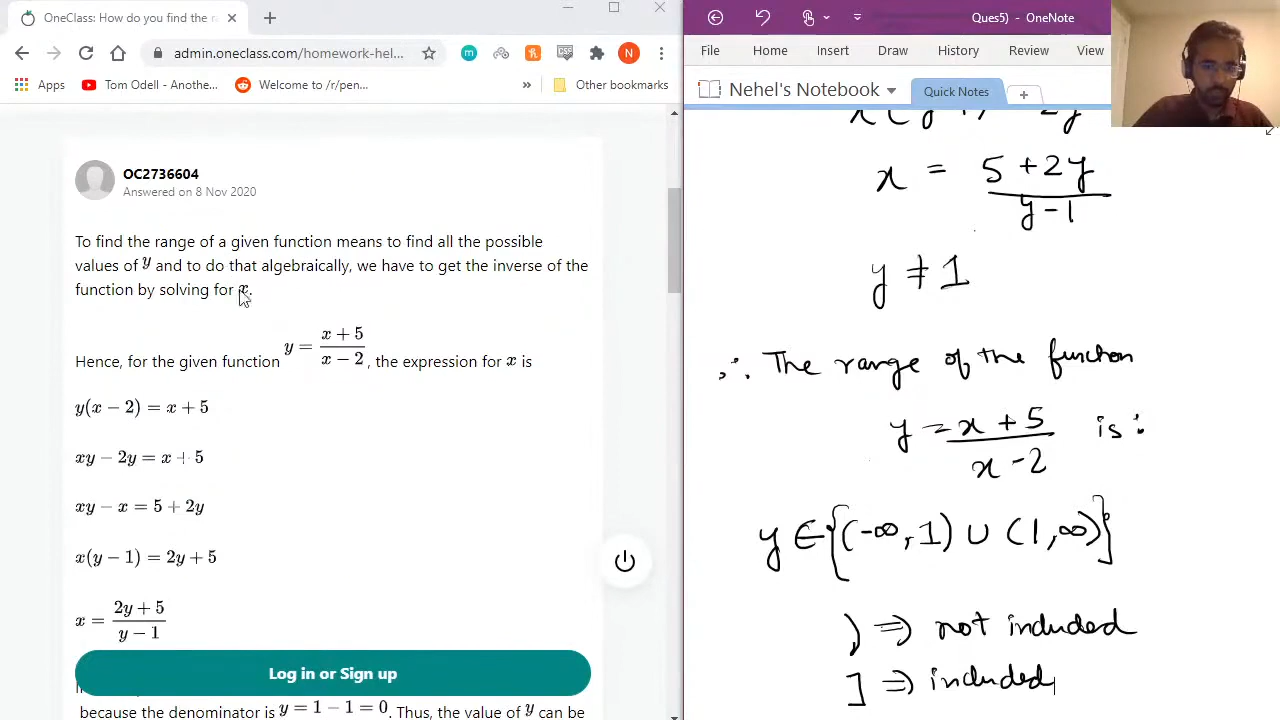 OneClass: How do you find the ra
admin.oneclass.com/homework-hel...
N
Apps
Tom Odell - Anothe...
Welcome to /r/pen...
»
Other bookmarks
OC2736604
Answered on 8 Nov 2020
To find the range of a given function means to find all the possible
values of y and to do that algebraically, we have to get the inverse of the
function by solving for x.
Hence, for the given function y = (x + 5)/(x − 2), the expression for x is
y(x − 2) = x + 5
xy − 2y = x + 5
xy − x = 5 + 2y
x(y − 1) = 2y + 5
x = (2y + 5)/(y − 1)
Log in or Sign up
because the denominator is y = 1 − 1 = 0. Thus, the value of y can be
Ques5) - OneNote
File Home Insert Draw History Review View
Nehel's Notebook
Quick Notes
x = (5 + 2y)/(y − 1)
y ≠ 1
∴ The range of the function
y = (x + 5)/(x − 2) is :
y ∈ {(-∞, 1) ∪ (1, ∞)}
) ⇒ not included
] ⇒ included